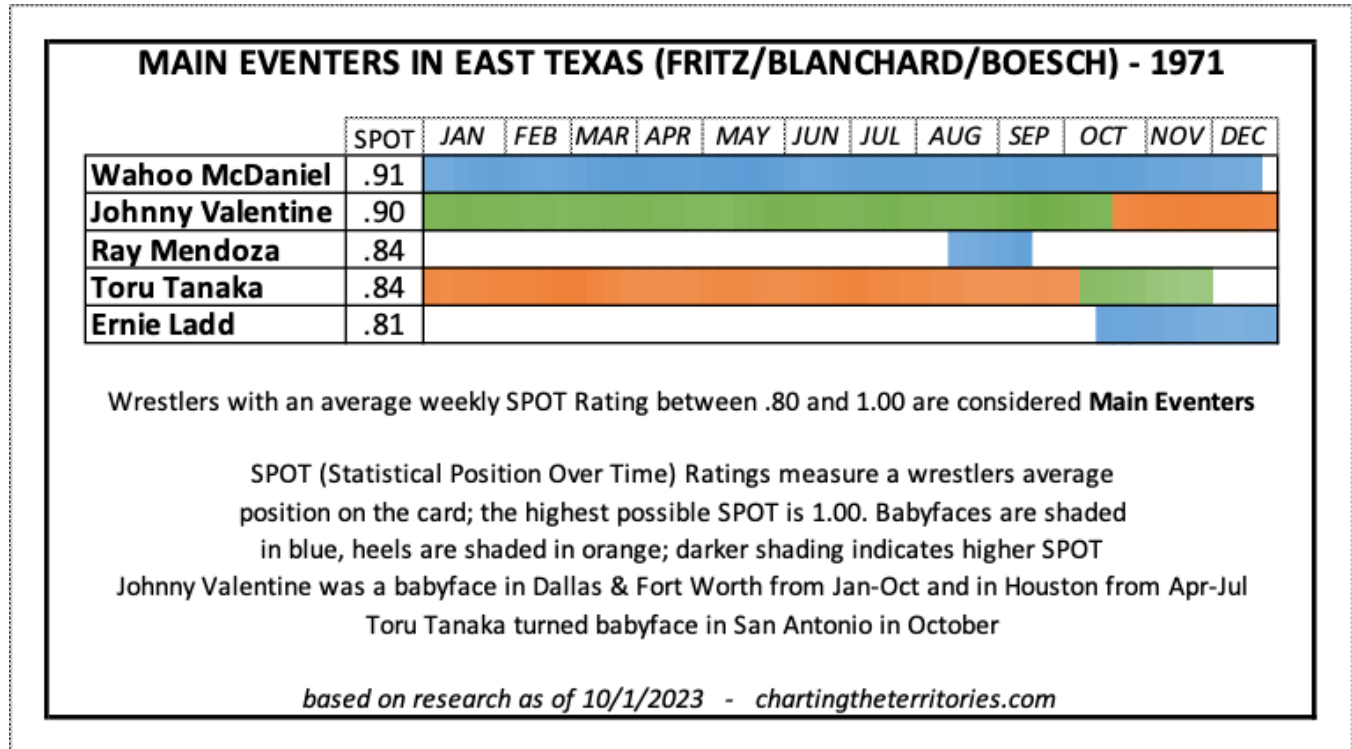 MAIN EVENTERS IN EAST TEXAS (FRITZ/BLANCHARD/BOESCH) - 1971
SPOT JAN FEB MAR APR MAY JUN JUL AUG SEP OCT NOV DEC
Wahoo McDaniel .91
Johnny Valentine .90
Ray Mendoza .84
Toru Tanaka .84
Ernie Ladd .81
Wrestlers with an average weekly SPOT Rating between .80 and 1.00 are considered Main Eventers
SPOT (Statistical Position Over Time) Ratings measure a wrestlers average
position on the card; the highest possible SPOT is 1.00. Babyfaces are shaded
in blue, heels are shaded in orange; darker shading indicates higher SPOT
Johnny Valentine was a babyface in Dallas & Fort Worth from Jan-Oct and in Houston from Apr-Jul
Toru Tanaka turned babyface in San Antonio in October
based on research as of 10/1/2023 - chartingtheterritories.com